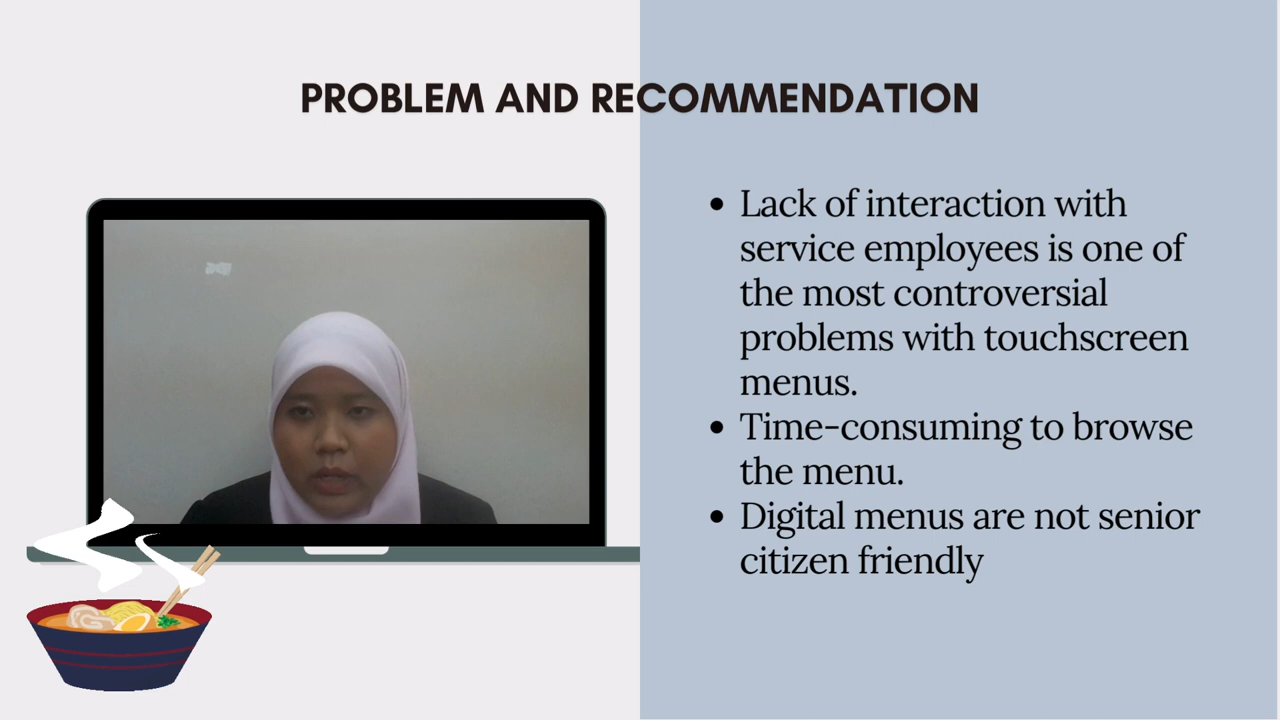 PROBLEM AND RECOMMENDATION
• Lack of interaction with
service employees is one of
the most controversial
problems with touchscreen
menus.
• Time-consuming to browse
the menu.
• Digital menus are not senior
citizen friendly